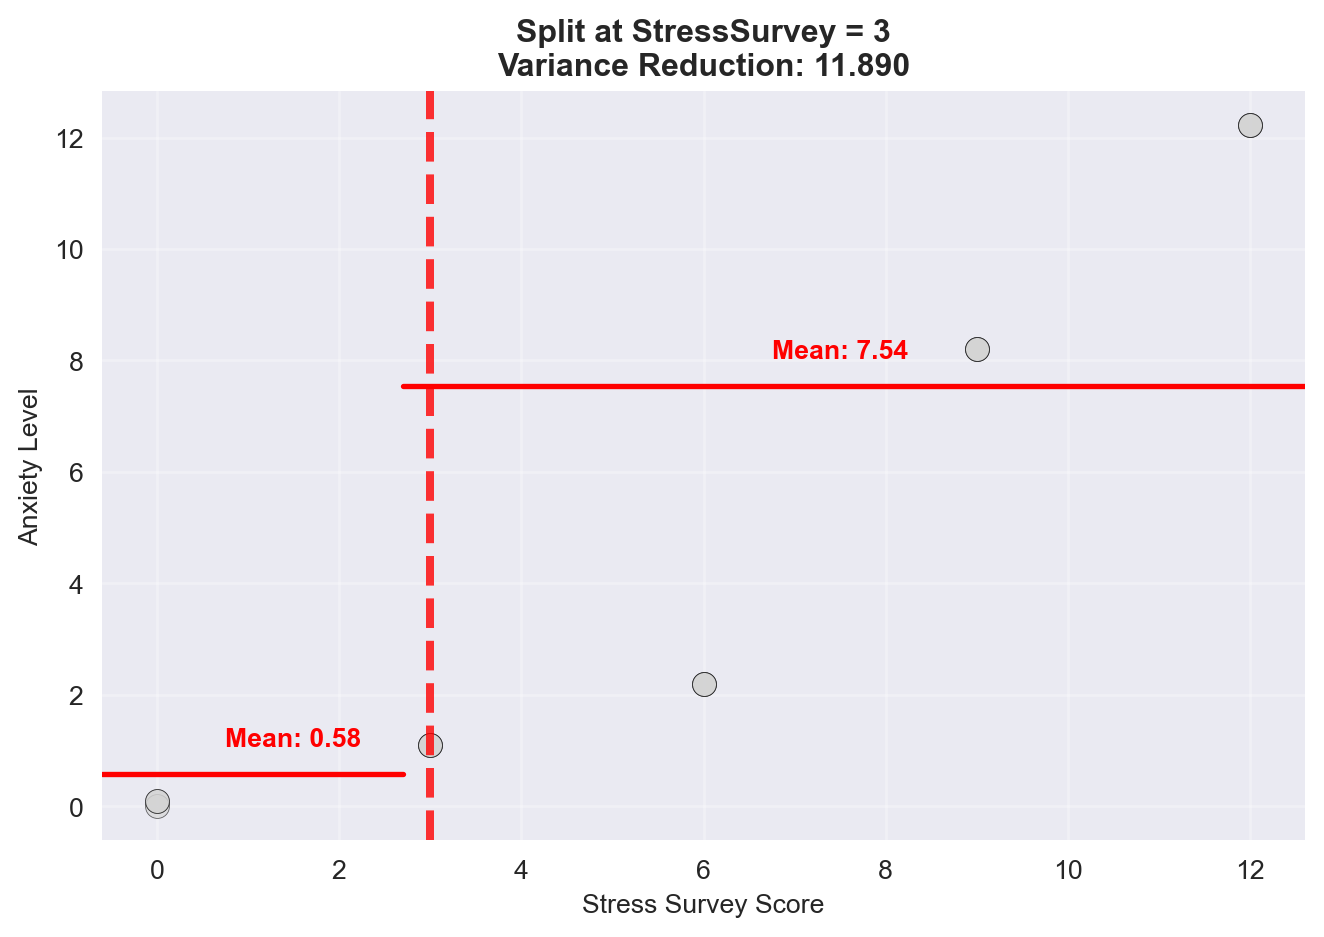 Split at StressSurvey = 3
Variance Reduction: 11.890
12
10
8
6
4
2
0
Anxiety Level
Mean: 7.54
Mean: 0.58
0 2 4 6 8 10 12
Stress Survey Score